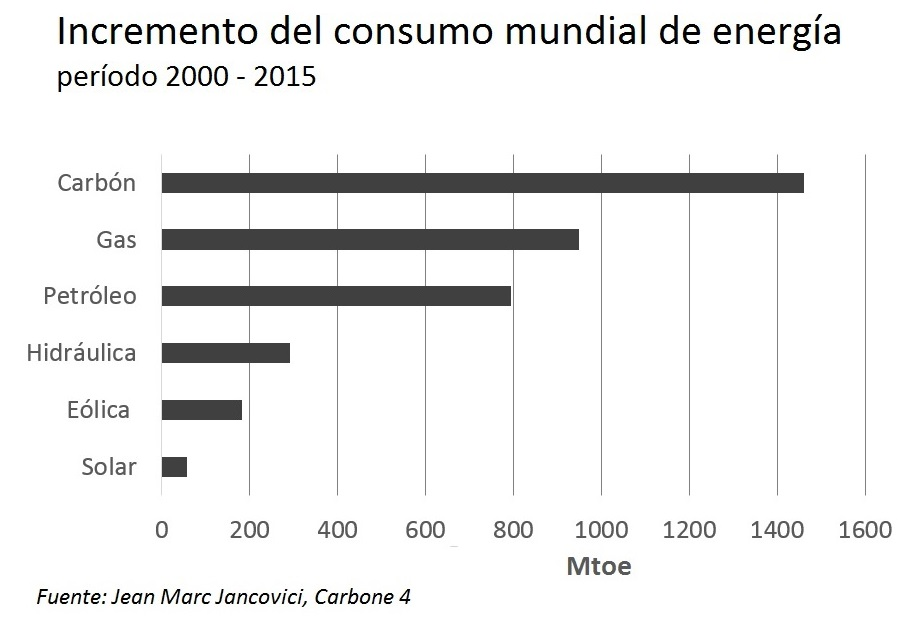 Incremento del consumo mundial de energía
período 2000 - 2015
Carbón
Gas
Petróleo
Hidráulica
Eólica
Solar
0 200 400 600 800 1000 1200 1400 1600
Mtoe
Fuente: Jean Marc Jancovici, Carbone 4